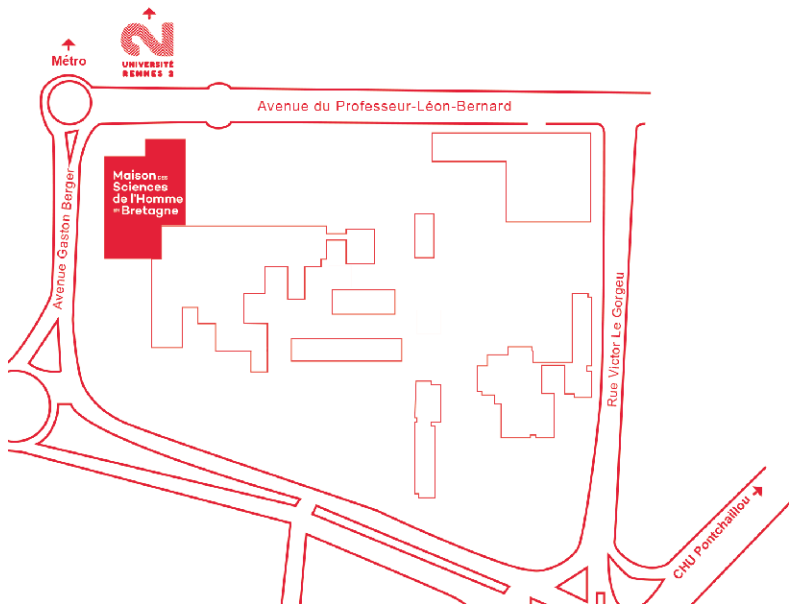 Métro
UNIVERSITÉ
RENNES 2
Avenue du Professeur-Léon-Bernard
Maison des
Sciences
de l'Homme
en Bretagne
Avenue Gaston Berger
Rue Victor Le Gorgeu
CHU Pontchaillou